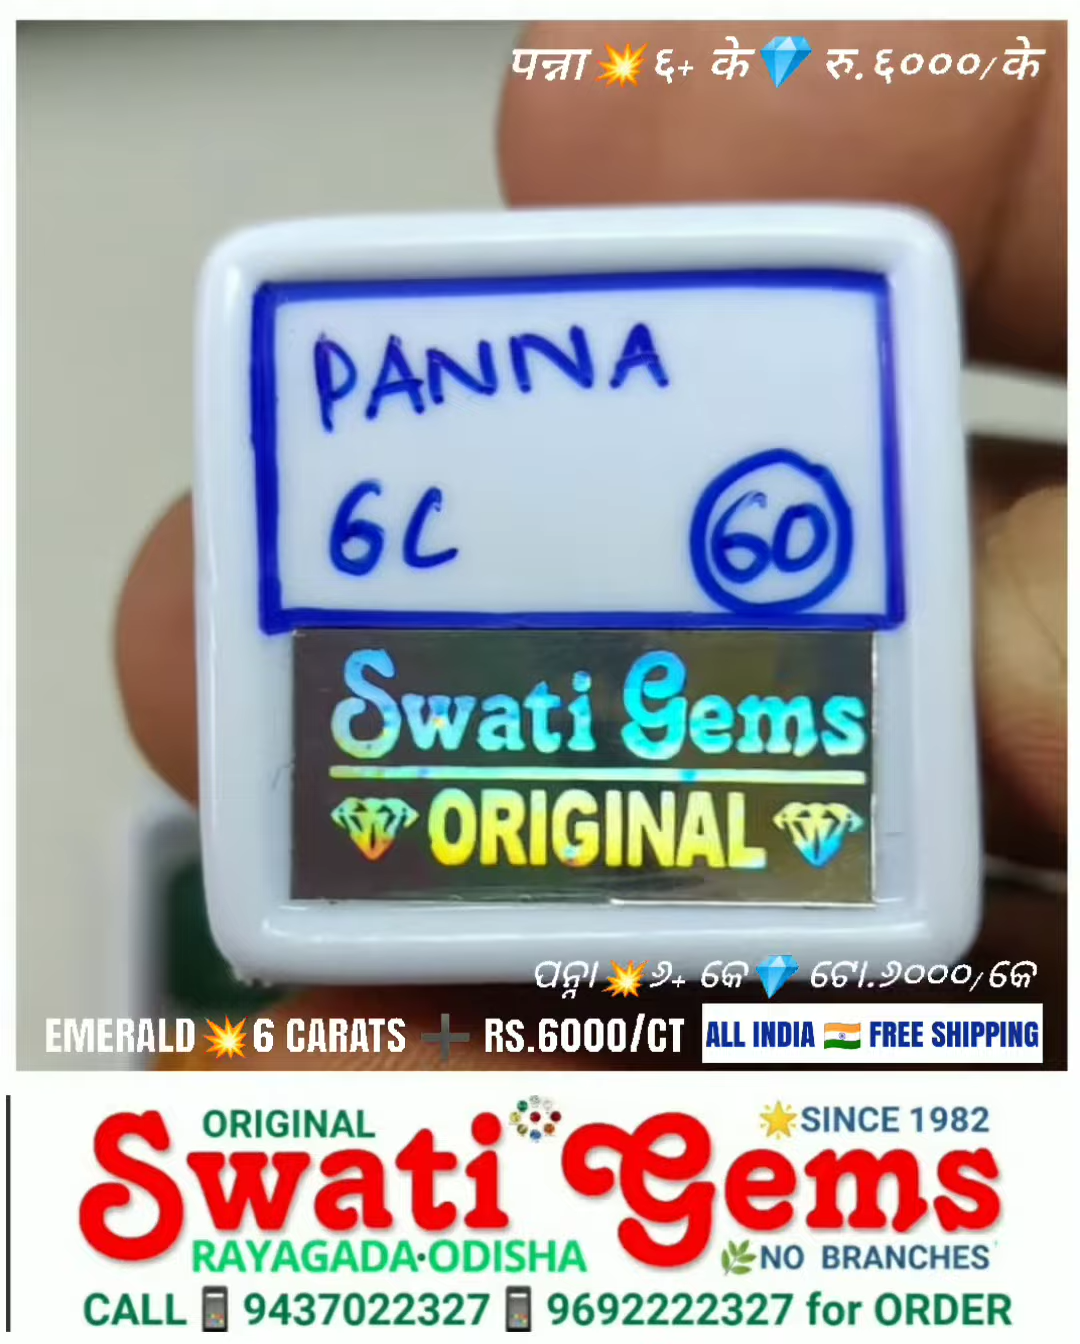 पन्ना 💥 ६+ के 💎 रु.६०००/के
PANNA
6C 60
Swati Gems
ORIGINAL
ପନ୍ନା 💥 ୬+ କେ 💎 ଟୋ.୬୦୦୦/କେ
EMERALD 💥 6 CARATS ➕ RS.6000/CT ALL INDIA 🇮🇳 FREE SHIPPING
ORIGINAL 🌟SINCE 1982
Swati Gems
RAYAGADA·ODISHA 🌿NO BRANCHES
CALL 📱 9437022327 📱 9692222327 for ORDER